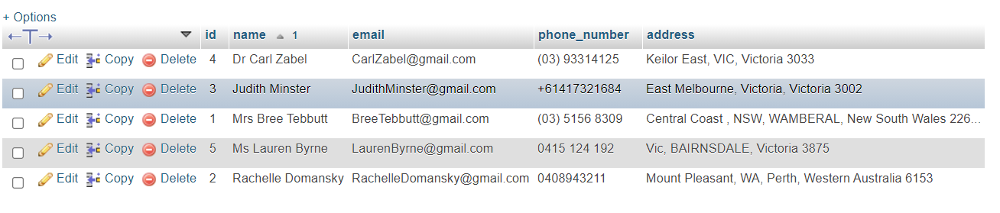 + Options
←T→ id name 1 email phone_number address
Edit Copy Delete 4 Dr Carl Zabel CarlZabel@gmail.com (03) 93314125 Keilor East, VIC, Victoria 3033
Edit Copy Delete 3 Judith Minster JudithMinster@gmail.com +61417321684 East Melbourne, Victoria, Victoria 3002
Edit Copy Delete 1 Mrs Bree Tebbutt BreeTebbutt@gmail.com (03) 5156 8309 Central Coast , NSW, WAMBERAL, New South Wales 226...
Edit Copy Delete 5 Ms Lauren Byrne LaurenByrne@gmail.com 0415 124 192 Vic, BAIRNSDALE, Victoria 3875
Edit Copy Delete 2 Rachelle Domansky RachelleDomansky@gmail.com 0408943211 Mount Pleasant, WA, Perth, Western Australia 6153